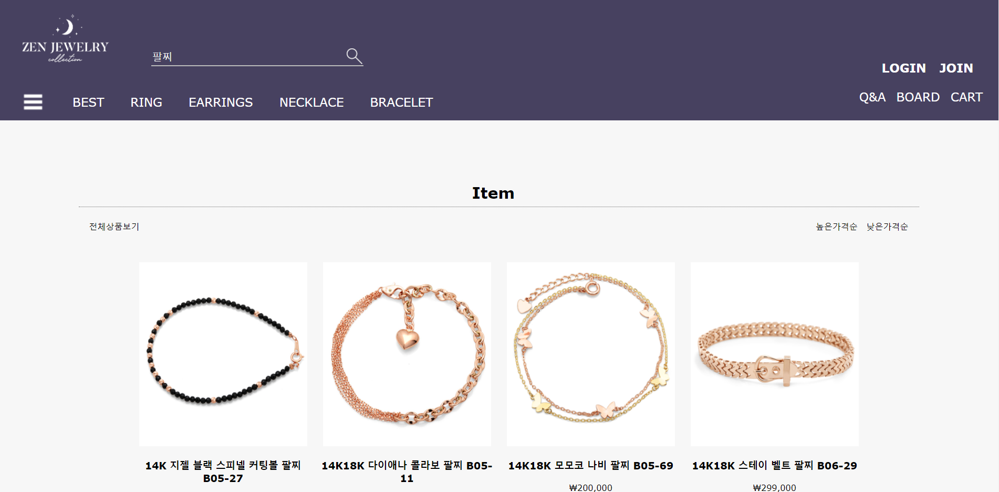 ZEN JEWELRY
collection
팔찌
LOGIN JOIN
Q&A BOARD CART
BEST RING EARRINGS NECKLACE BRACELET
Item
전체상품보기
높은가격순 낮은가격순
14K 지젤 블랙 스피넬 커팅볼 팔찌
B05-27
14K18K 다이애나 콜라보 팔찌 B05-
11
14K18K 모모코 나비 팔찌 B05-69
₩200,000
14K18K 스테이 벨트 팔찌 B06-29
₩299,000